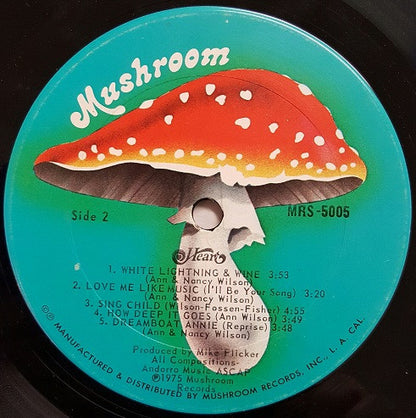 Mushroom
Side 2
MRS-5005
Heart
1. WHITE LIGHTNING & WINE 3:53
(Ann & Nancy Wilson)
2. LOVE ME LIKEMUSIC (I'll Be Your Song) 3:20
(Ann & Nancy Wilson)
3. SING CHILD (Wilson-Fossen-Fisher) 4:55
4. HOW DEEP IT GOES (Ann Wilson) 3:49
5. DREAMBOAT ANNIE (Reprise) 3:48
(Ann & Nancy Wilson)
Produced by Mike Flicker
All Compositions-
Andorra Music ASCAP
℗1975 Mushroom
Records
MANUFACTURED & DISTRIBUTED BY MUSHROOM RECORDS, INC., L. A. CAL.